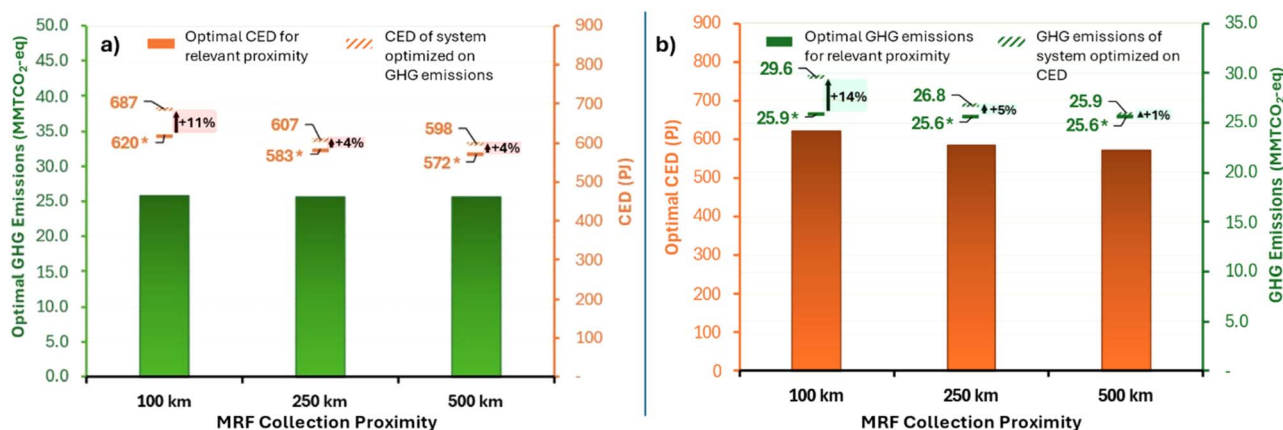 a)
Optimal CED for
relevant proximity
CED of system
optimized on
GHG emissions
Optimal GHG Emissions (MMTCO₂-eq)
50.0
45.0
40.0
35.0
30.0
25.0
20.0
15.0
10.0
5.0
0.0
687
620*
+11%
607
583*
+4%
598
572*
+4%
900
800
700
600
500
400
300
200
100
-
CED (PJ)
100 km
250 km
500 km
MRF Collection Proximity
b)
Optimal GHG emissions
for relevant proximity
GHG emissions of
system optimized on
CED
Optimal CED (PJ)
900
800
700
600
500
400
300
200
100
0
29.6
25.9*
+14%
26.8
25.6*
+5%
25.9
25.6*
+1%
35.0
30.0
25.0
20.0
15.0
10.0
5.0
-
GHG Emissions (MMTCO₂-eq)
100 km
250 km
500 km
MRF Collection Proximity